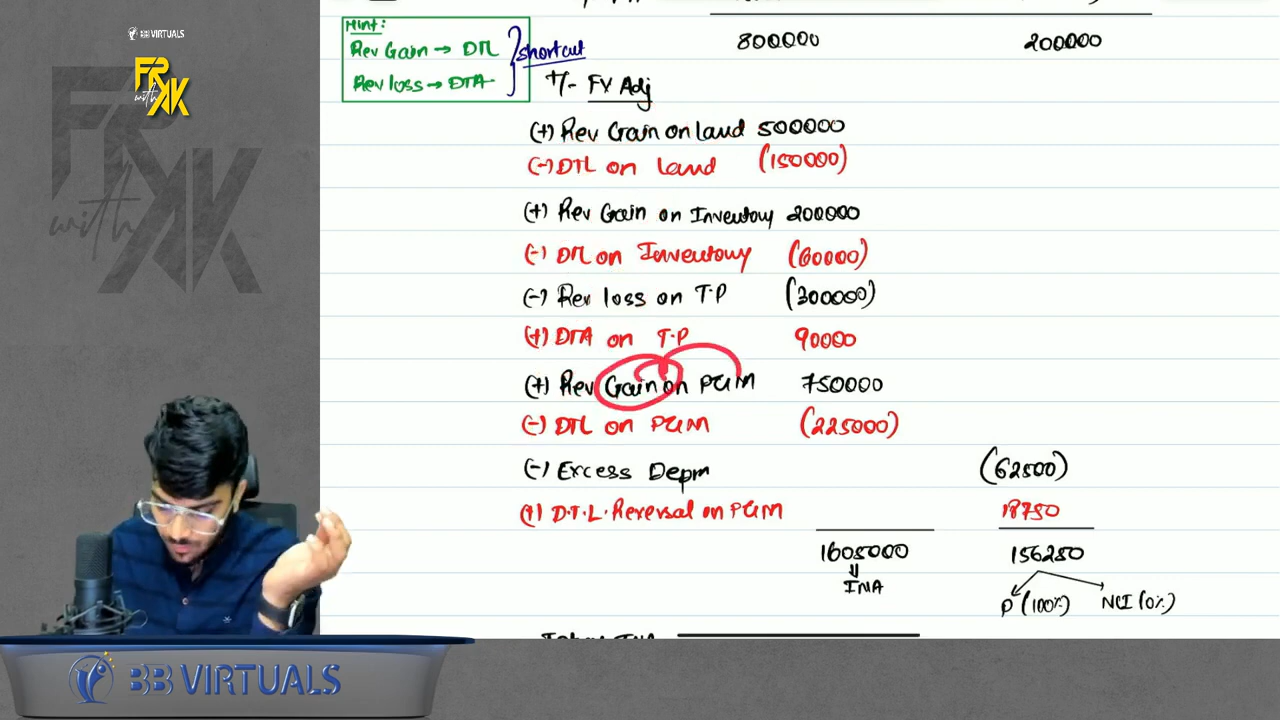 BB VIRTUALS
FR
with AK
FR
with AK
Hint:
Rev Gain → DTL
Rev loss → DTA
shortcut
800000 200000
+/- FV Adj
(+) Rev Gain on land 500000
(-) DTL on Land (150000)
(+) Rev Gain on Inventory 200000
(-) DTL on Inventory (60000)
(-) Rev loss on T.P (300000)
(+) DTA on T.P 90000
(+) Rev Gain on P&M 750000
(-) DTL on P&M (225000)
(-) Excess Depn (62500)
(+) D.T.L. Reversal on P&M 18750
1605000 156250
INA
P (100%) NCI (0%)
BB VIRTUALS